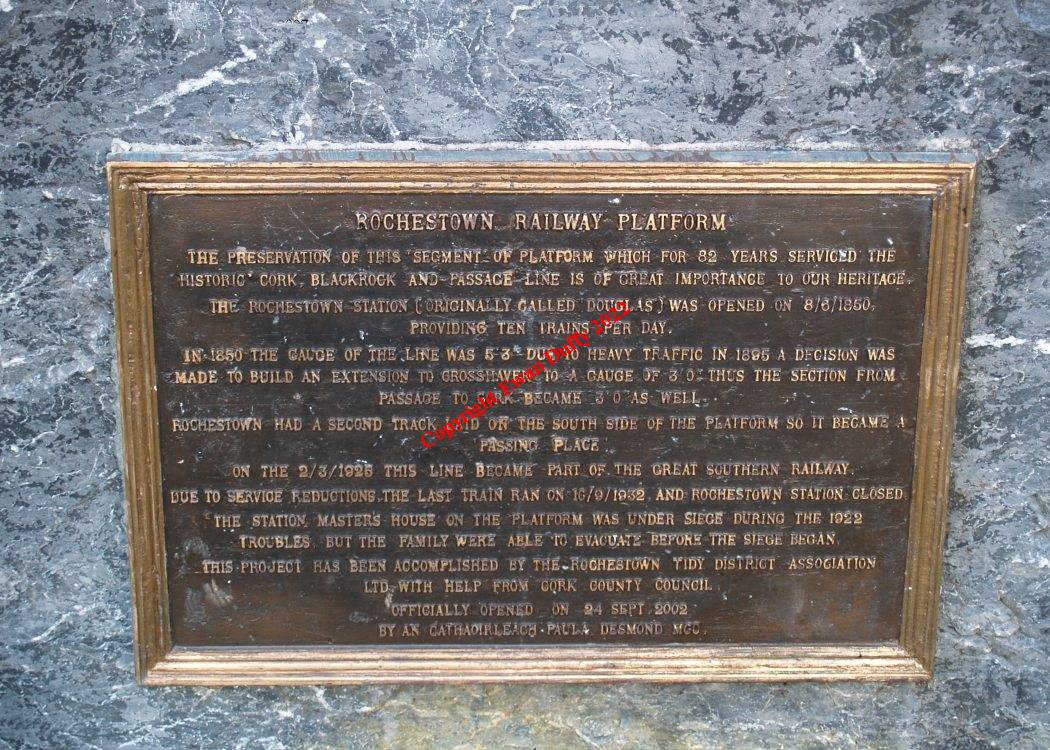 ROCHESTOWN RAILWAY PLATFORM
THE PRESERVATION OF THIS SEGMENT OF PLATFORM WHICH FOR 82 YEARS SERVICED THE
HISTORIC CORK, BLACKROCK AND PASSAGE LINE IS OF GREAT IMPORTANCE TO OUR HERITAGE.
THE ROCHESTOWN STATION (ORIGINALLY CALLED DOUGLAS) WAS OPENED ON 8/6/1850,
PROVIDING TEN TRAINS PER DAY.
IN 1850 THE GAUGE OF THE LINE WAS 5'3" DUE TO HEAVY TRAFFIC IN 1895 A DECISION WAS
MADE TO BUILD AN EXTENSION TO CROSSHAVEN TO A GAUGE OF 3'0" THUS THE SECTION FROM
PASSAGE TO CORK BECAME 3'0" AS WELL.
ROCHESTOWN HAD A SECOND TRACK LAID ON THE SOUTH SIDE OF THE PLATFORM SO IT BECAME A
PASSING PLACE
ON THE 2/3/1925 THIS LINE BECAME PART OF THE GREAT SOUTHERN RAILWAY.
DUE TO SERVICE REDUCTIONS, THE LAST TRAIN RAN ON 16/9/1932, AND ROCHESTOWN STATION CLOSED
THE STATION MASTERS HOUSE ON THE PLATFORM WAS UNDER SIEGE DURING THE 1922
TROUBLES, BUT THE FAMILY WERE ABLE TO EVACUATE BEFORE THE SIEGE BEGAN.
THIS PROJECT HAS BEEN ACCOMPLISHED BY THE ROCHESTOWN TIDY DISTRICT ASSOCIATION
LTD WITH HELP FROM CORK COUNTY COUNCIL.
OFFICIALLY OPENED ON 24 SEPT. 2002
BY AN CATHAOIRLEACH PAULA DESMOND MCC.
Copyright Ewan Duffy 2022